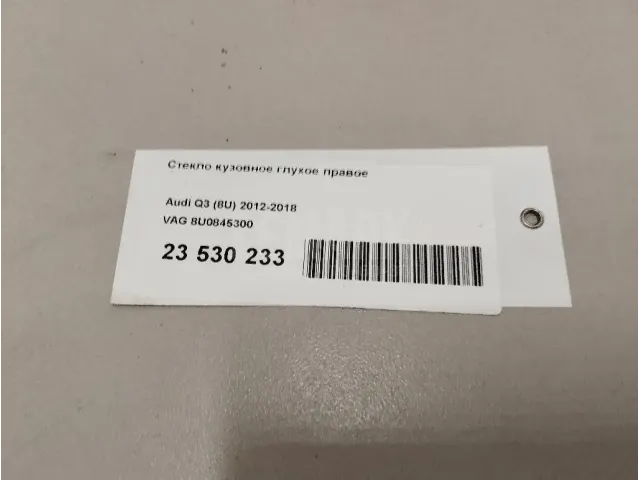 Стекло кузовное глухое правое
Audi Q3 (8U) 2012-2018
VAG 8U0845300
23 530 233